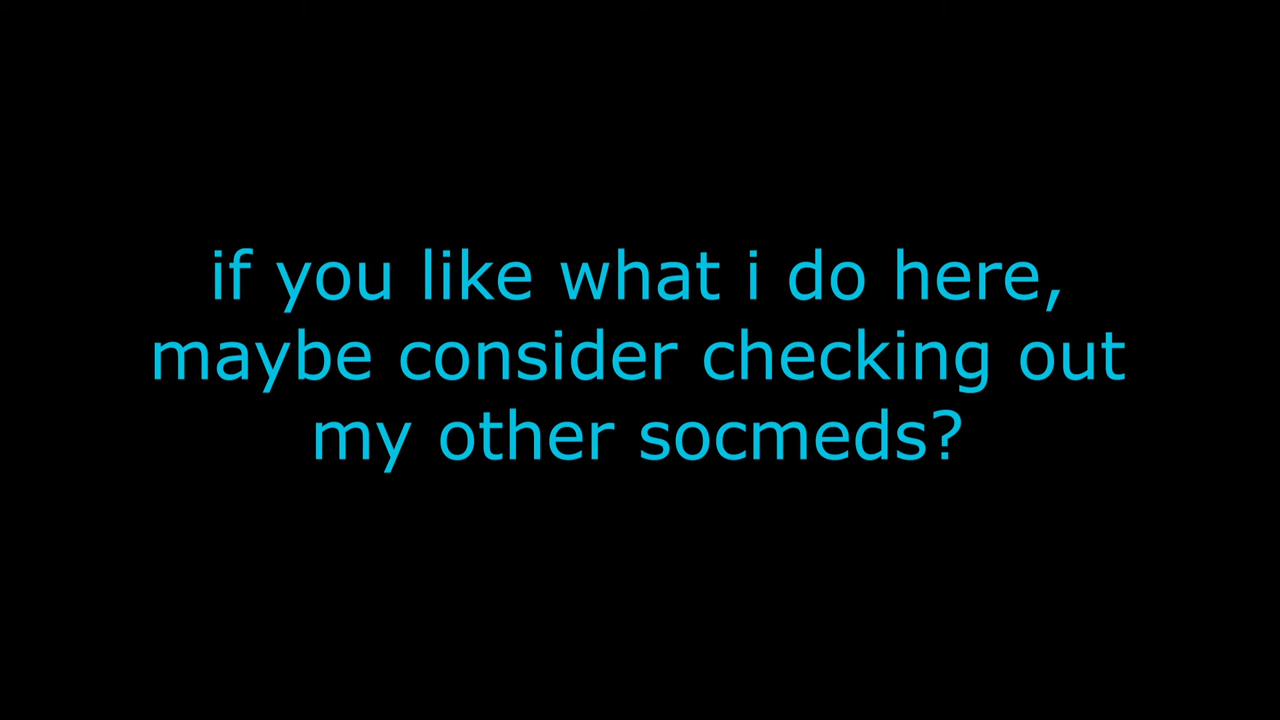 if you like what i do here,
maybe consider checking out
my other socmeds?